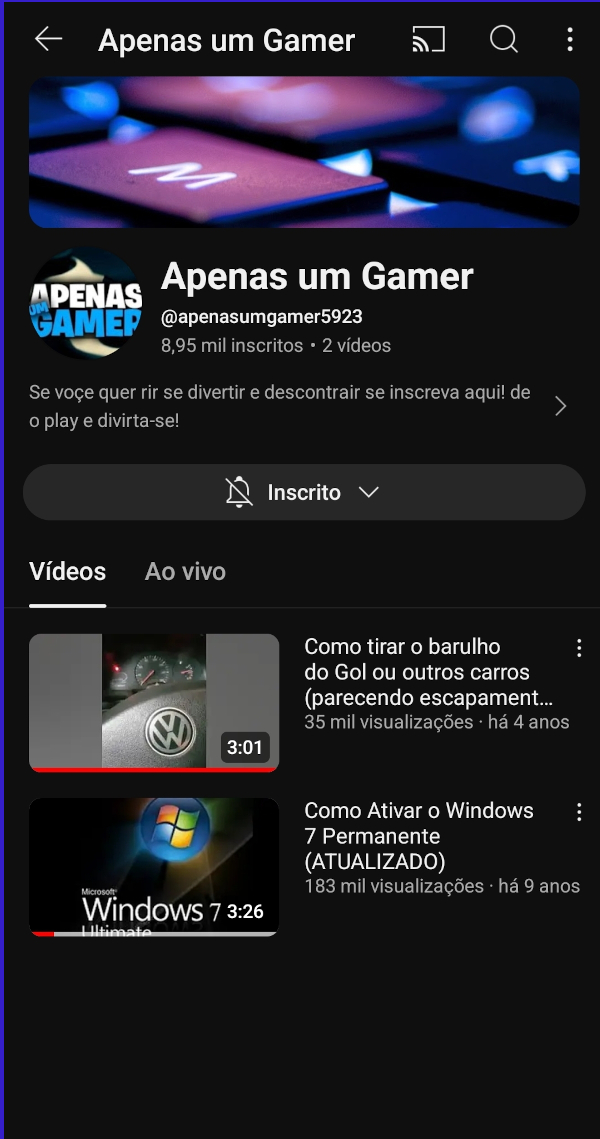 Apenas um Gamer
M
APENAS
UM
GAMER
Apenas um Gamer
@apenasumgamer5923
8,95 mil inscritos • 2 vídeos
Se voçe quer rir se divertir e descontrair se inscreva aqui! de
o play e divirta-se!
Inscrito
Vídeos
Ao vivo
3:01
Como tirar o barulho
do Gol ou outros carros
(parecendo escapament…
35 mil visualizações · há 4 anos
Microsoft
Windows 7
Ultimate
3:26
Como Ativar o Windows
7 Permanente
(ATUALIZADO)
183 mil visualizações · há 9 anos